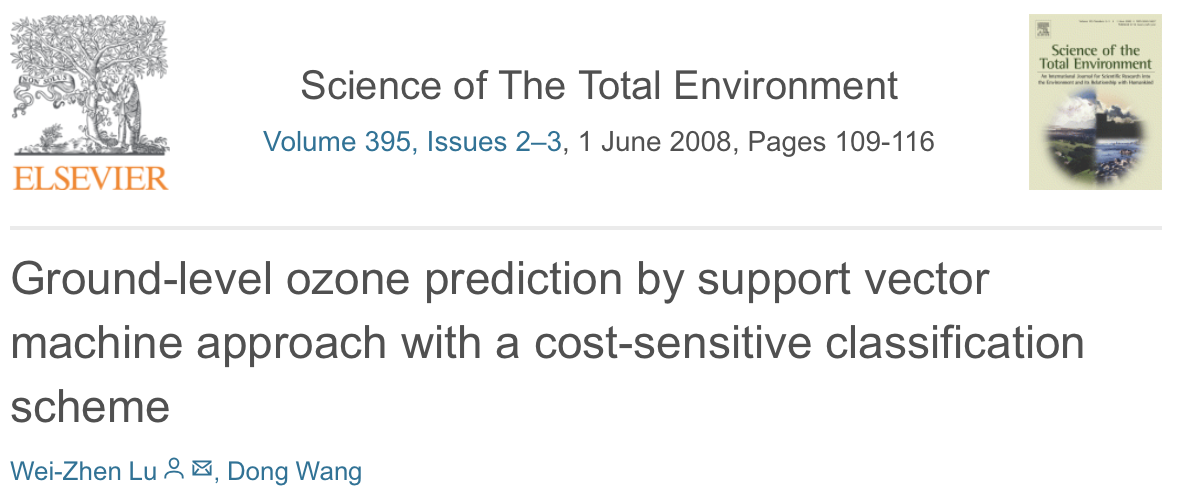 ELSEVIER
Science of The Total Environment
Volume 395, Issues 2–3, 1 June 2008, Pages 109-116
Science of the
Total Environment
An International Journal for Scientific Research into
the Environment and its Relationship with Humankind
Ground-level ozone prediction by support vector
machine approach with a cost-sensitive classification
scheme
Wei-Zhen Lu, Dong Wang